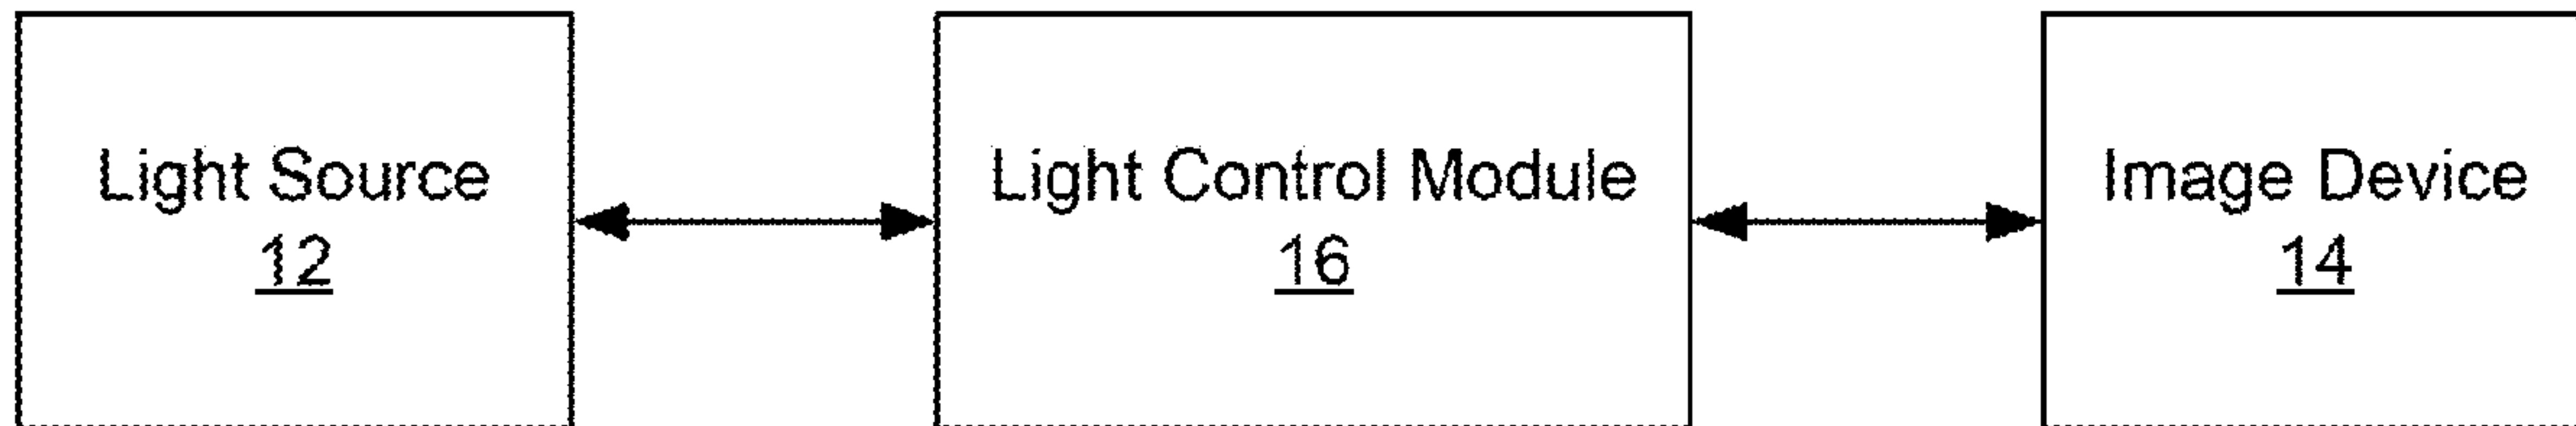 Light Source
12
Light Control Module
16
Image Device
14